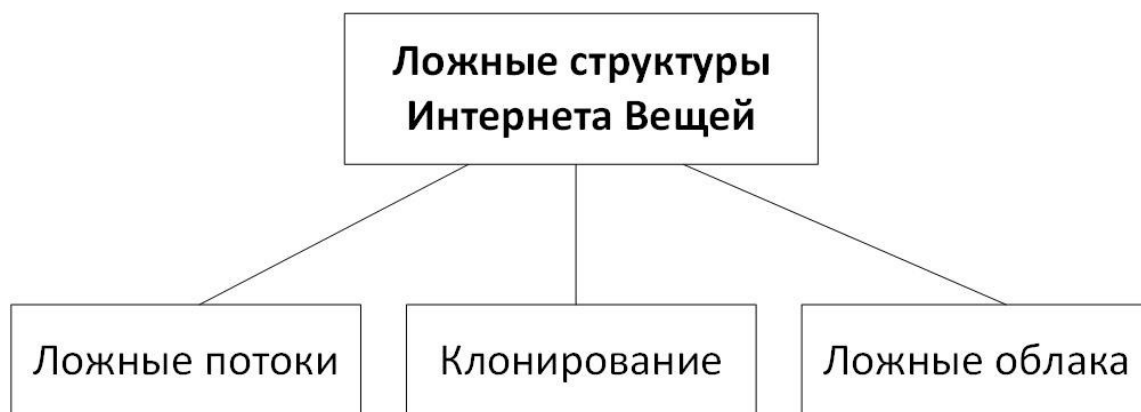 Ложные структуры
Интернета Вещей
Ложные потоки
Клонирование
Ложные облака